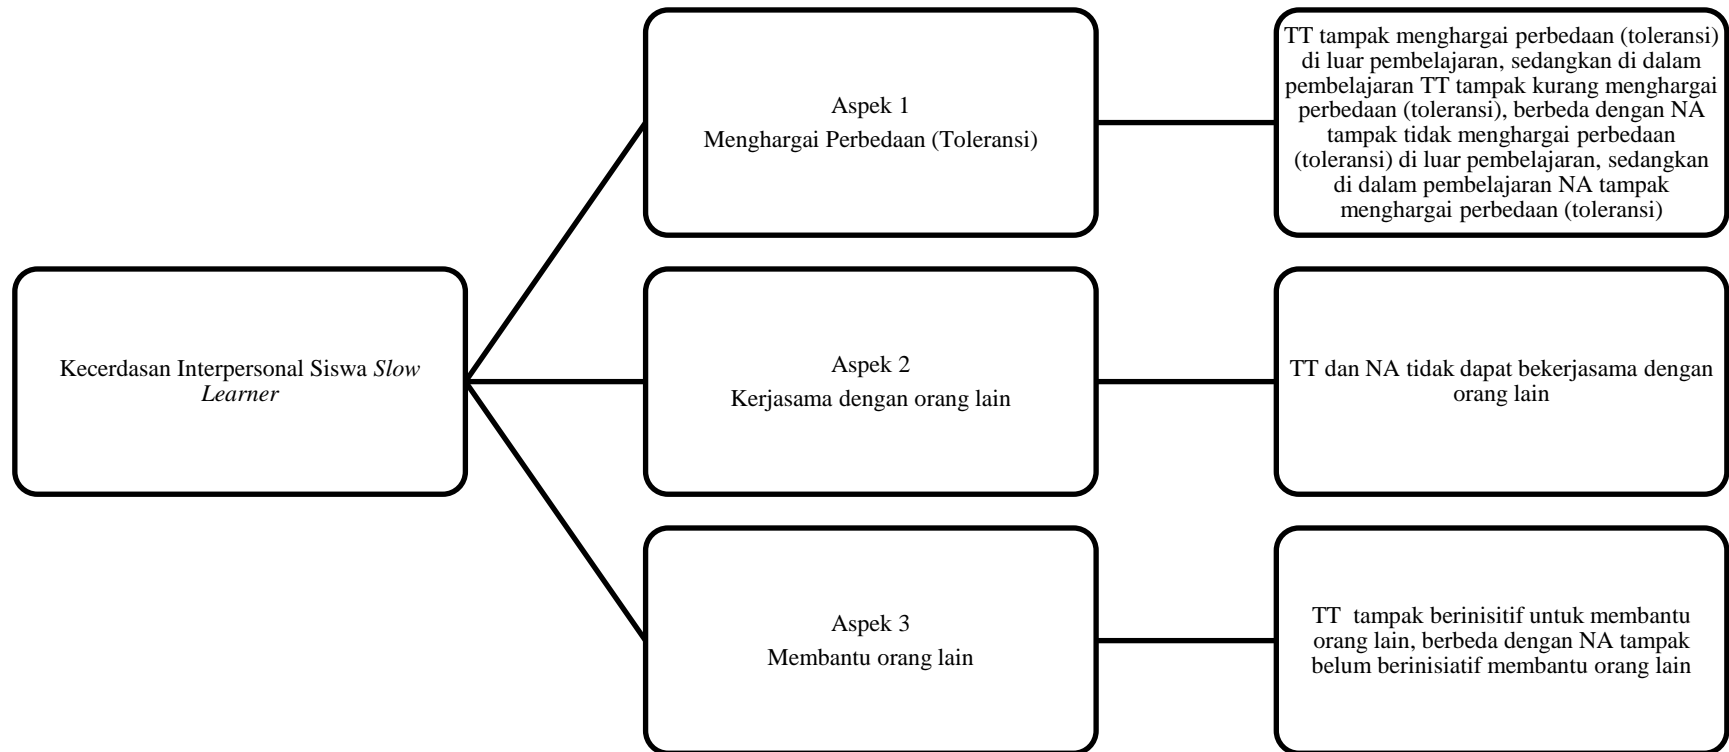 Kecerdasan Interpersonal Siswa Slow
Learner
Aspek 1
Menghargai Perbedaan (Toleransi)
TT tampak menghargai perbedaan (toleransi)
di luar pembelajaran, sedangkan di dalam
pembelajaran TT tampak kurang menghargai
perbedaan (toleransi), berbeda dengan NA
tampak tidak menghargai perbedaan
(toleransi) di luar pembelajaran, sedangkan
di dalam pembelajaran NA tampak
menghargai perbedaan (toleransi)
Aspek 2
Kerjasama dengan orang lain
TT dan NA tidak dapat bekerjasama dengan
orang lain
Aspek 3
Membantu orang lain
TT  tampak berinisitif untuk membantu
orang lain, berbeda dengan NA tampak
belum berinisiatif membantu orang lain